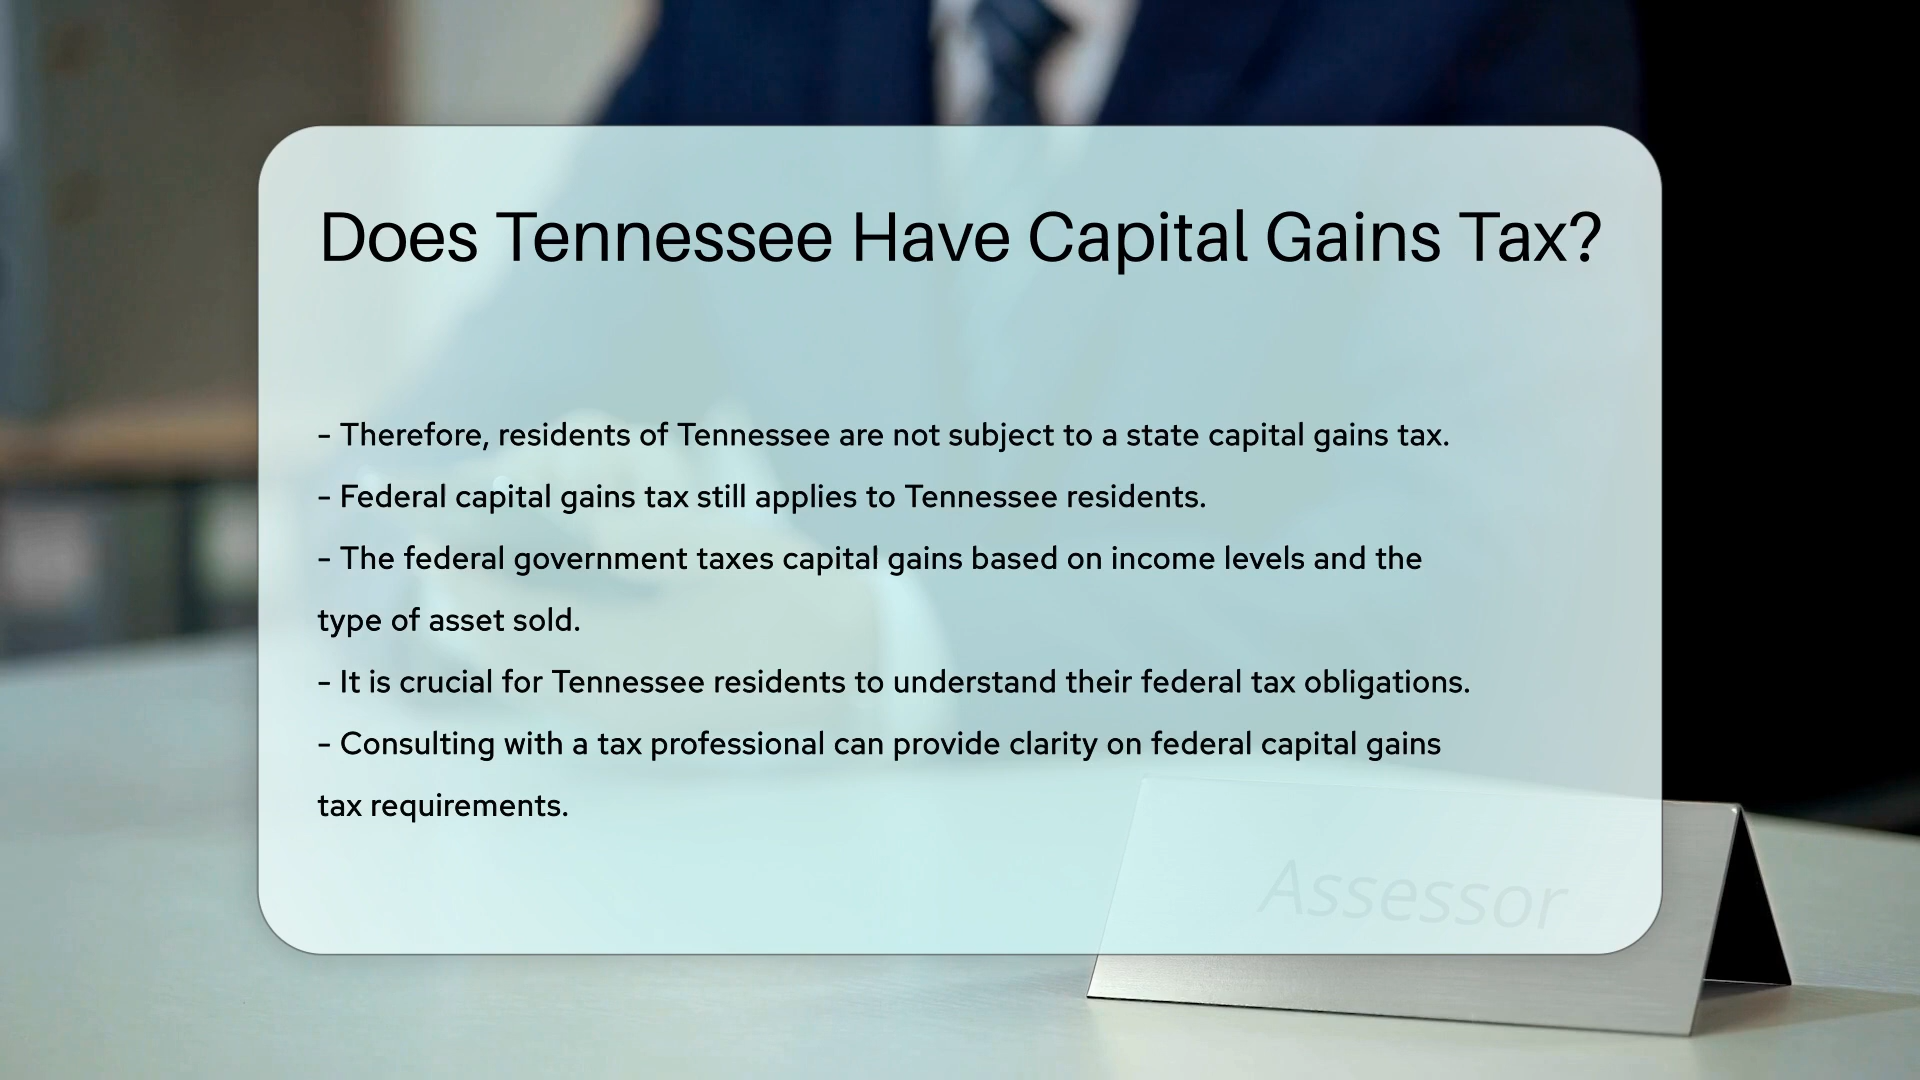 Does Tennessee Have Capital Gains Tax?
- Therefore, residents of Tennessee are not subject to a state capital gains tax.
- Federal capital gains tax still applies to Tennessee residents.
- The federal government taxes capital gains based on income levels and the
type of asset sold.
- It is crucial for Tennessee residents to understand their federal tax obligations.
- Consulting with a tax professional can provide clarity on federal capital gains
tax requirements.
Assessor